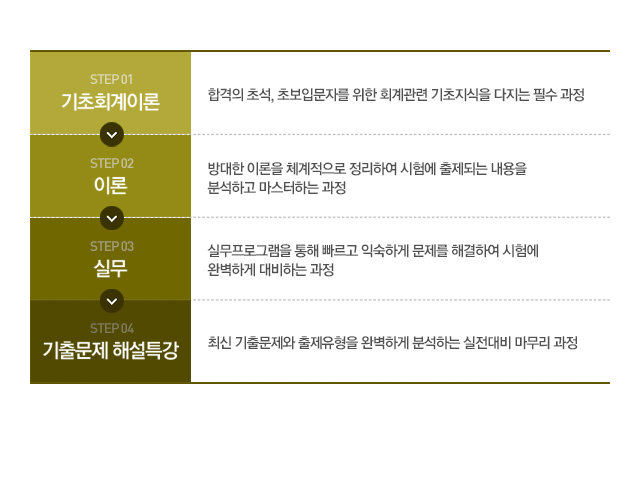 STEP 01
기초회계이론
합격의 초석, 초보입문자를 위한 회계관련 기초지식을 다지는 필수 과정
STEP 02
이론
방대한 이론을 체계적으로 정리하여 시험에 출제되는 내용을
분석하고 마스터하는 과정
STEP 03
실무
실무프로그램을 통해 빠르고 익숙하게 문제를 해결하여 시험에
완벽하게 대비하는 과정
STEP 04
기출문제 해설특강
최신 기출문제와 출제유형을 완벽하게 분석하는 실전대비 마무리 과정